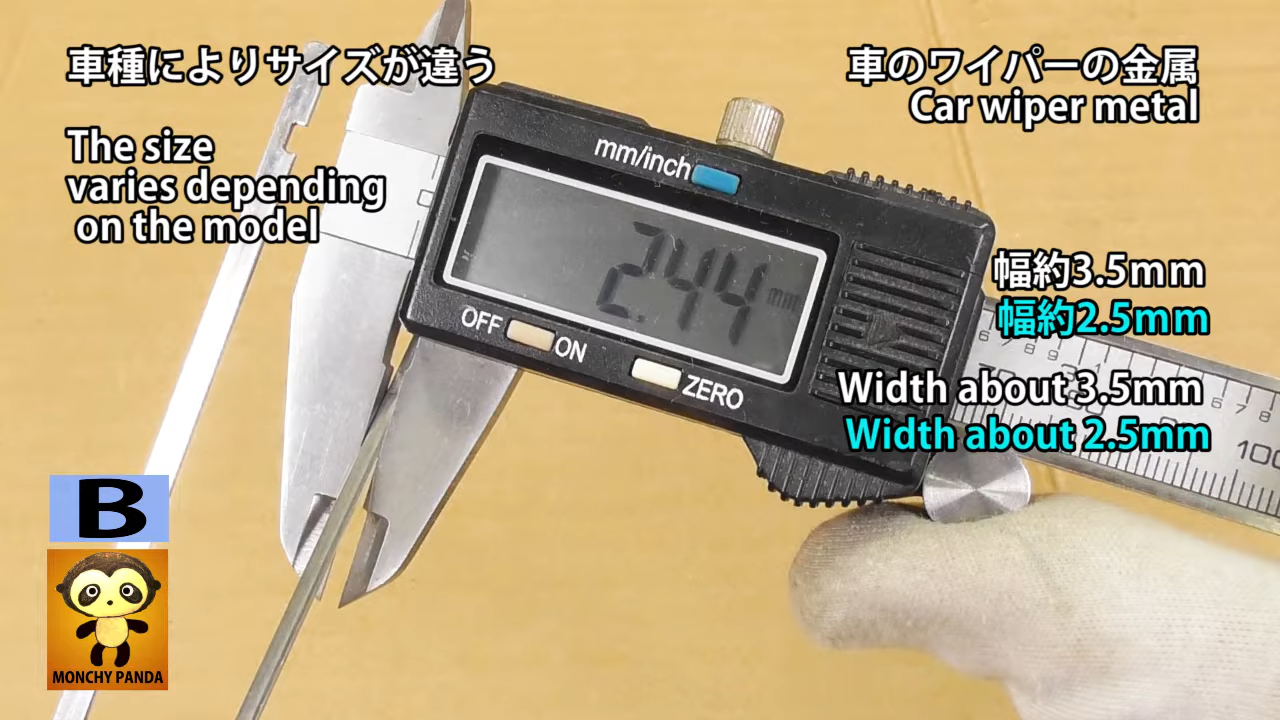 車種によりサイズが違う
The size
varies depending
on the model
車のワイパーの金属
Car wiper metal
mm/inch
2.44 mm
OFF ON
ZERO
幅約3.5mm
幅約2.5mm
Width about 3.5mm
Width about 2.5mm
100
B
MONCHY PANDA